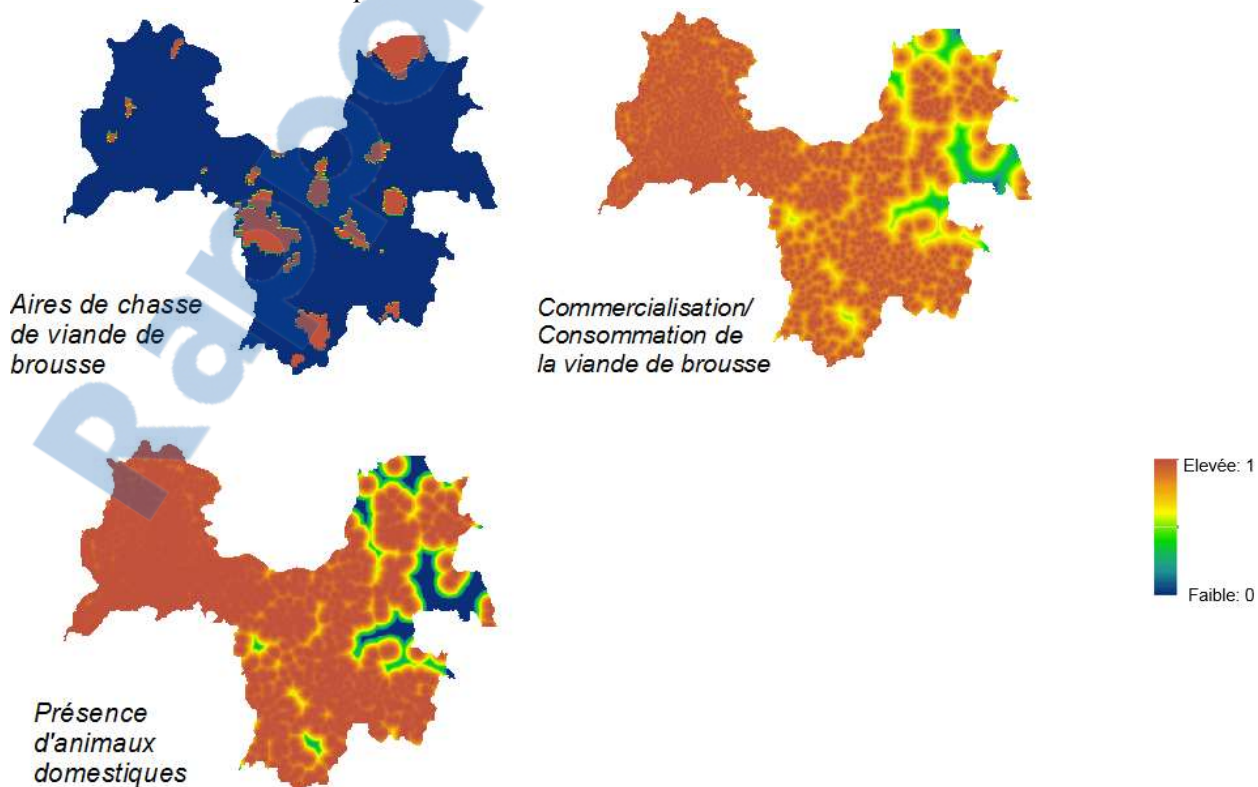 Aires de chasse
de viande de
brousse
Commercialisation/
Consommation de
la viande de brousse
Présence
d'animaux
domestiques
Elevée: 1
Faible: 0